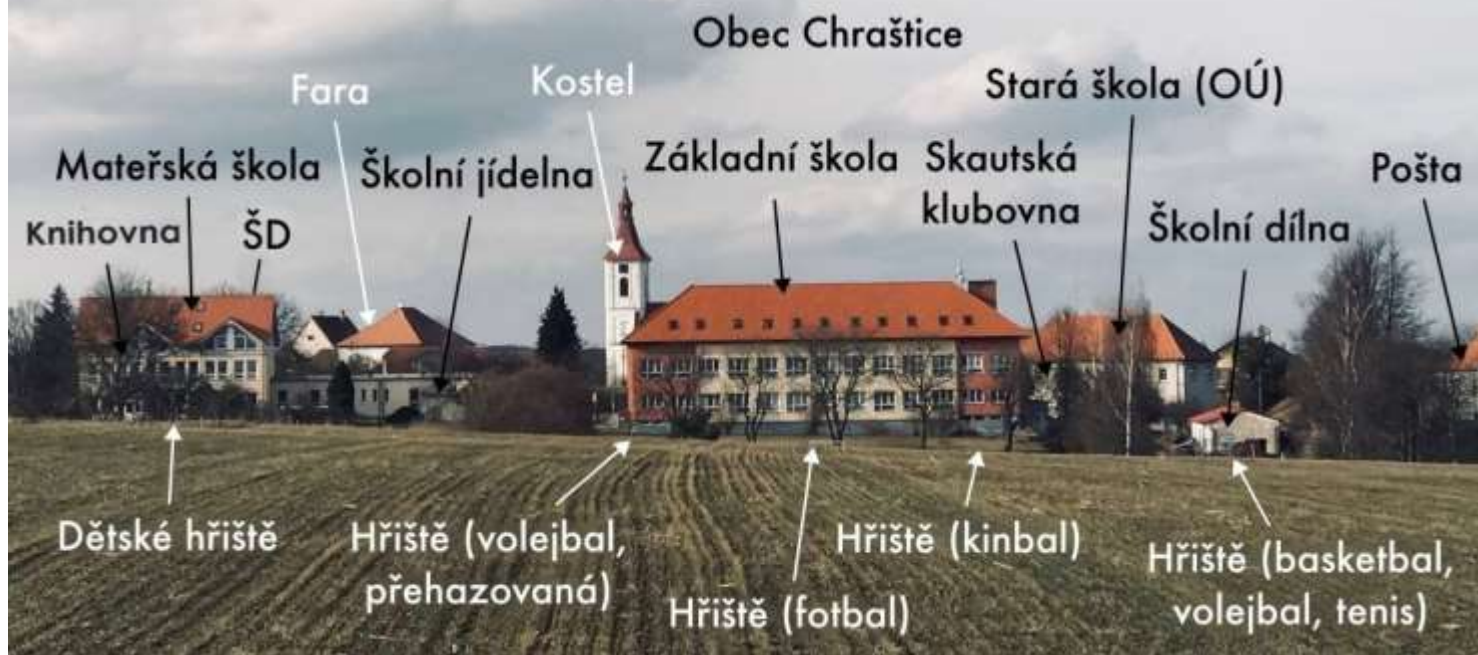 Obec Chraštice
Fara
Kostel
Stará škola (OÚ)
Mateřská škola
Školní jídelna
Základní škola
Skautská
klubovna
Pošta
Knihovna
ŠD
Školní dílna
Dětské hřiště
Hřiště (volejbal,
přehazovaná)
Hřiště (fotbal)
Hřiště (kinbal)
Hřiště (basketbal,
volejbal, tenis)